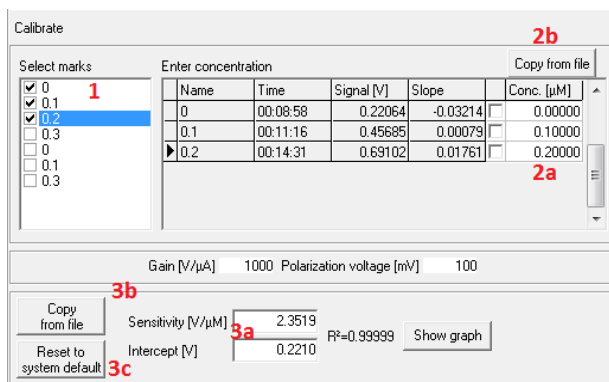 Calibrate
2b
Select marks
Enter concentration
Copy from file
0
0.1
0.2
0.3
0
0.1
0.3
1
Name Time Signal [V] Slope Conc. [µM]
0 00:08:58 0.22064 -0.03214 0.00000
0.1 00:11:16 0.45685 0.00079 0.10000
0.2 00:14:31 0.69102 0.01761 0.20000
2a
Gain [V/µA] 1000 Polarization voltage [mV] 100
3b
Copy
from file
Reset to
system default
3c
Sensitivity [V/µM] 2.3519
3a
Intercept [V] 0.2210
R²=0.99999
Show graph